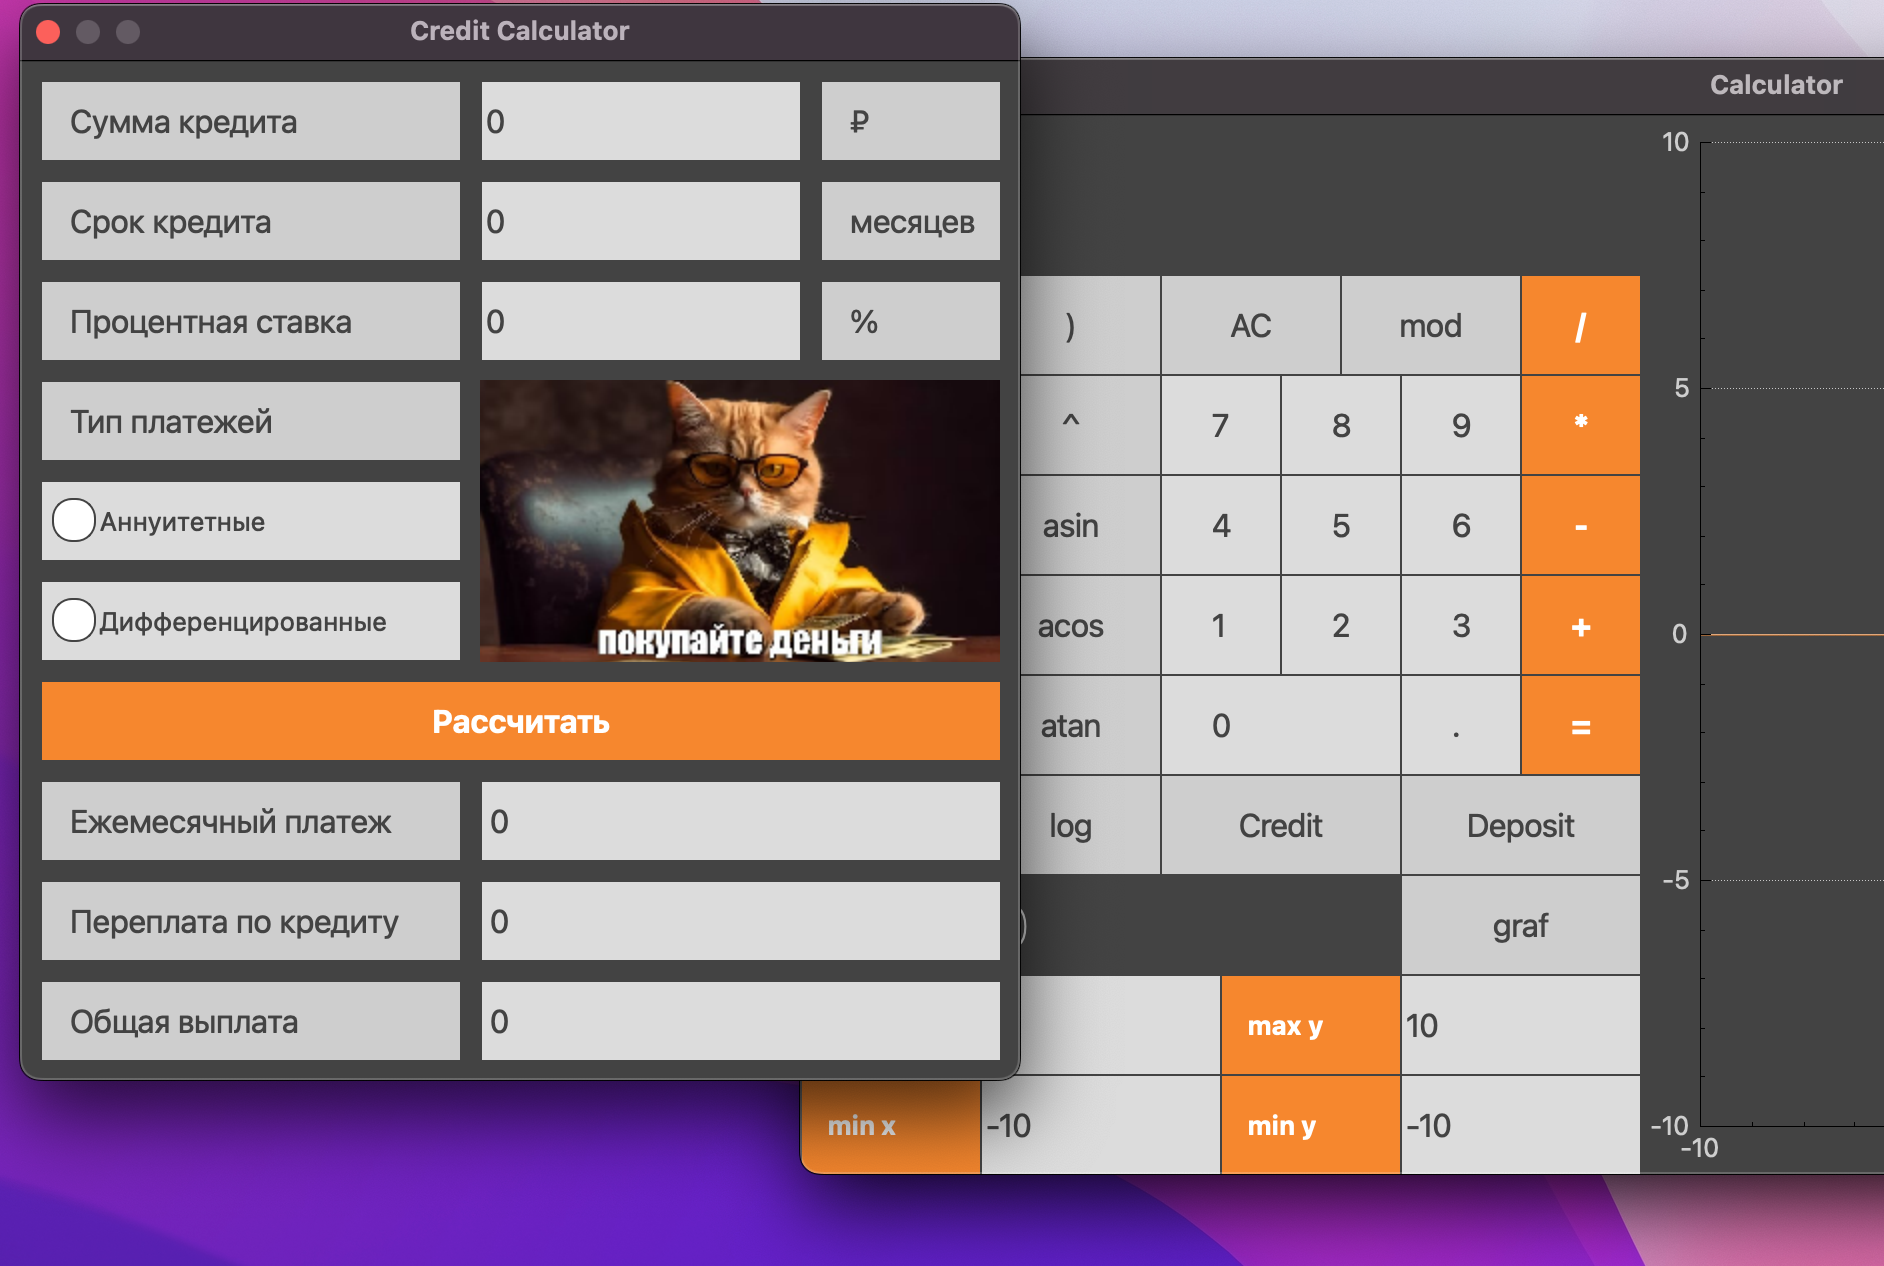 Credit Calculator
Сумма кредита 0 ₽
Срок кредита 0 месяцев
Процентная ставка 0 %
Тип платежей
Аннуитетные
Дифференцированные
покупайте деньги
Рассчитать
Ежемесячный платеж 0
Переплата по кредиту 0
Общая выплата 0
Calculator
) AC mod /
^ 7 8 9 *
asin 4 5 6 -
acos 1 2 3 +
atan 0 . =
log Credit Deposit
) graf
max y 10
min x -10 min y -10
10
5
0
-5
-10
-10